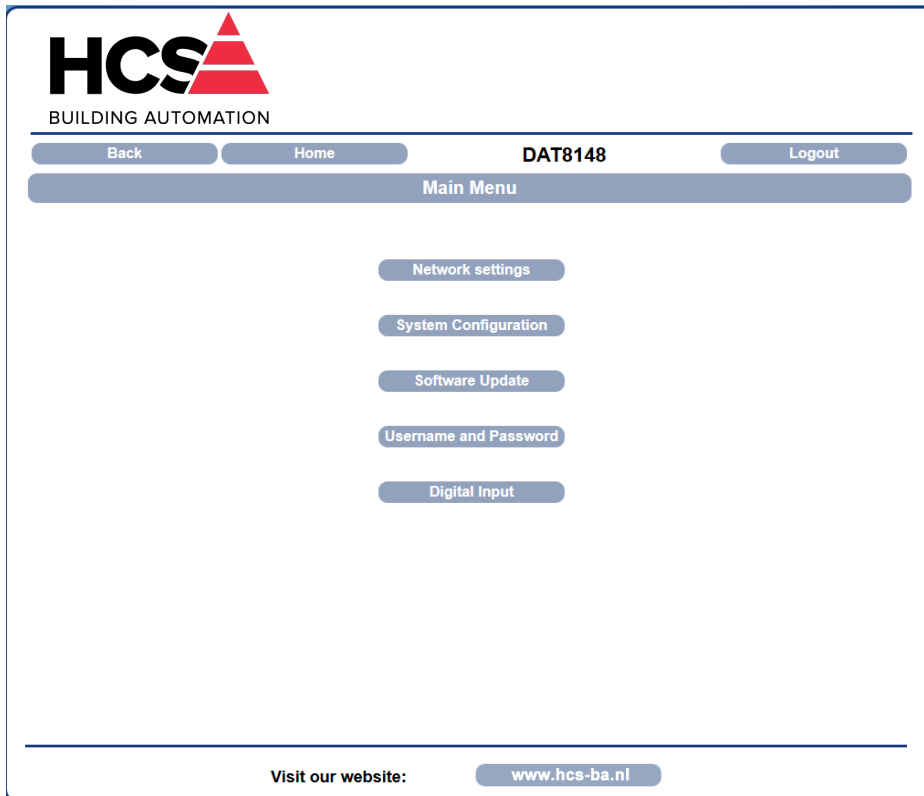 HCS
BUILDING AUTOMATION
Back Home DAT8148 Logout
Main Menu
Network settings
System Configuration
Software Update
Username and Password
Digital Input
Visit our website: www.hcs-ba.nl